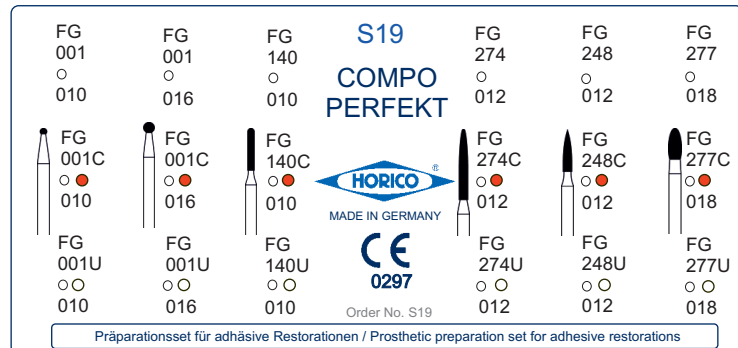 FG
001
010
FG
001
016
FG
140
010
S19
COMPO
PERFEKT
FG
274
012
FG
248
012
FG
277
018
FG
001C
010
FG
001C
016
FG
140C
010
HORICO
®
MADE IN GERMANY
FG
274C
012
FG
248C
012
FG
277C
018
FG
001U
010
FG
001U
016
FG
140U
010
CE
0297
Order No. S19
FG
274U
012
FG
248U
012
FG
277U
018
Präparationsset für adhäsive Restorationen / Prosthetic preparation set for adhesive restorations